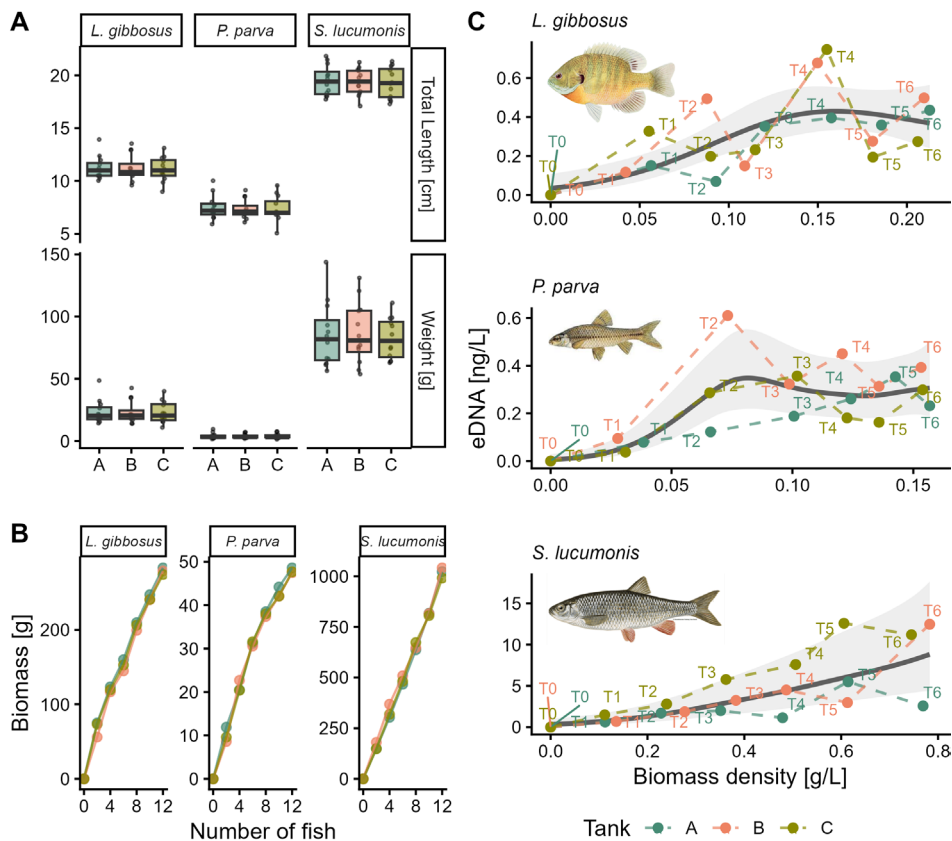 A
L. gibbosus
P. parva
S. lucumonis
20
15
10
5
Total Length [cm]
150
100
50
0
Weight [g]
A B C
A B C
A B C
B
L. gibbosus
P. parva
S. lucumonis
Biomass [g]
200
100
0
50
40
30
20
10
0
1000
750
500
250
0
0 4 8 12
0 4 8 12
0 4 8 12
Number of fish
C
L. gibbosus
0.6
0.4
0.2
0.0
T0
T0
T0
T1
T1
T1
T2
T2
T2
T3
T3
T3
T4
T4
T4
T5
T5
T5
T6
T6
T6
0.00 0.05 0.10 0.15 0.20
P. parva
eDNA [ng/L]
0.6
0.4
0.2
0.0
T0
T0
T0
T1
T1
T1
T2
T2
T2
T3
T3
T3
T4
T4
T4
T5
T5
T5
T6
T6
T6
0.00 0.05 0.10 0.15
S. lucumonis
15
10
5
0
T0
T0
T0
T1
T1
T1
T2
T2
T2
T3
T3
T3
T4
T4
T4
T5
T5
T5
T6
T6
T6
0.0 0.2 0.4 0.6 0.8
Biomass density [g/L]
Tank A B C